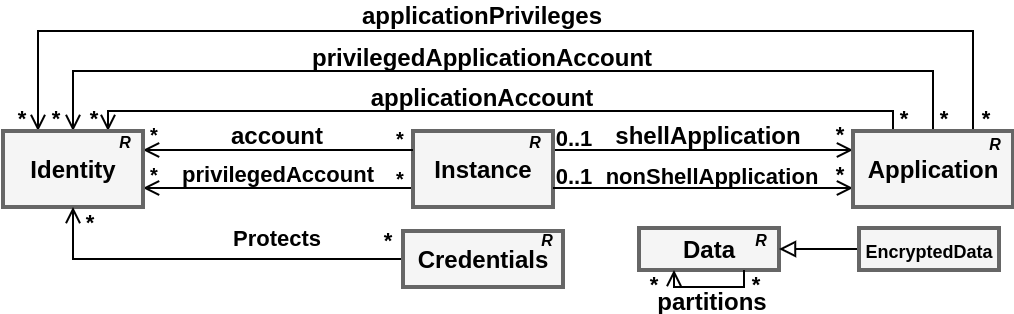 applicationPrivileges
privilegedApplicationAccount
applicationAccount
* * * * * *
* account * 0..1 shellApplication *
R R R
Identity Instance Application
* privilegedAccount * 0..1 nonShellApplication *
* Protects *
R R
Credentials Data EncryptedData
* *
partitions